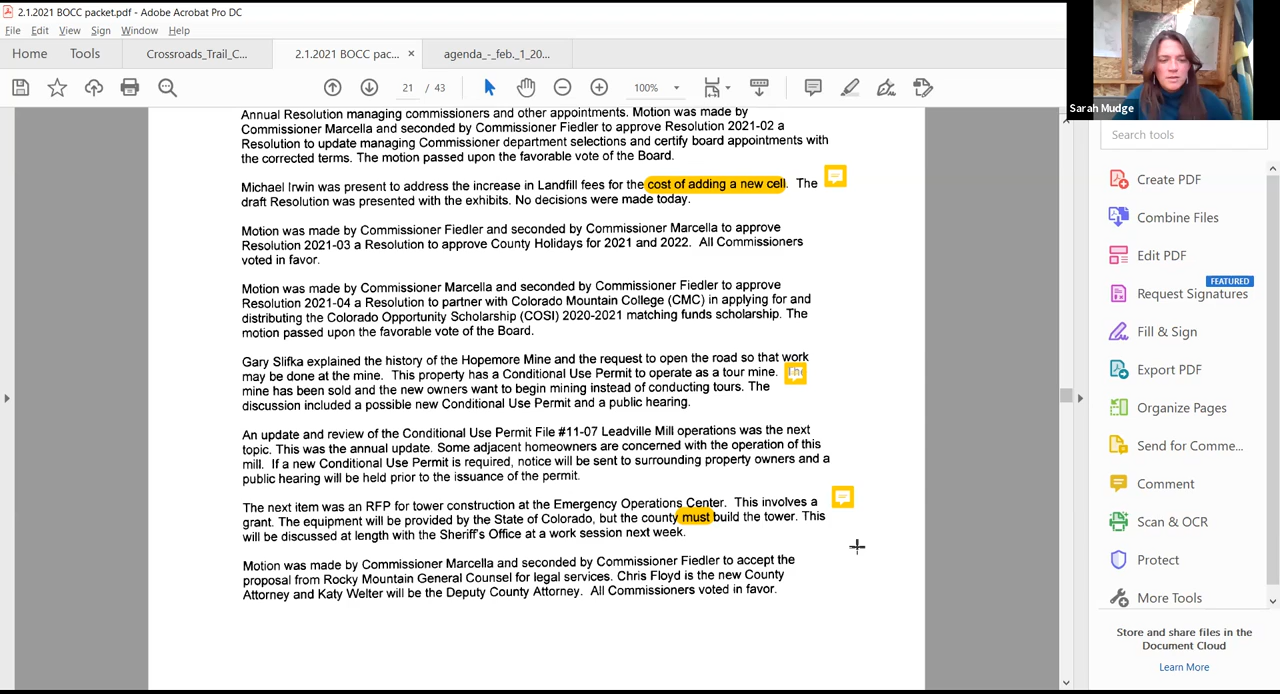 2.1.2021 BOCC packet.pdf - Adobe Acrobat Pro DC
File Edit View Sign Window Help
Home Tools Crossroads_Trail_C... 2.1.2021 BOCC pac... × agenda_-_feb._1_20...
21 / 43 100%
Sarah Mudge
Search tools
Annual Resolution managing commissioners and other appointments. Motion was made by
Commissioner Marcella and seconded by Commissioner Fiedler to approve Resolution 2021-02 a
Resolution to update managing Commissioner department selections and certify board appointments with
the corrected terms. The motion passed upon the favorable vote of the Board.
Michael Irwin was present to address the increase in Landfill fees for the cost of adding a new cell. The
draft Resolution was presented with the exhibits. No decisions were made today.
Motion was made by Commissioner Fiedler and seconded by Commissioner Marcella to approve
Resolution 2021-03 a Resolution to approve County Holidays for 2021 and 2022. All Commissioners
voted in favor.
Motion was made by Commissioner Marcella and seconded by Commissioner Fiedler to approve
Resolution 2021-04 a Resolution to partner with Colorado Mountain College (CMC) in applying for and
distributing the Colorado Opportunity Scholarship (COSI) 2020-2021 matching funds scholarship. The
motion passed upon the favorable vote of the Board.
Gary Slifka explained the history of the Hopemore Mine and the request to open the road so that work
may be done at the mine. This property has a Conditional Use Permit to operate as a tour mine. The
mine has been sold and the new owners want to begin mining instead of conducting tours. The
discussion included a possible new Conditional Use Permit and a public hearing.
An update and review of the Conditional Use Permit File #11-07 Leadville Mill operations was the next
topic. This was the annual update. Some adjacent homeowners are concerned with the operation of this
mill. If a new Conditional Use Permit is required, notice will be sent to surrounding property owners and a
public hearing will be held prior to the issuance of the permit.
The next item was an RFP for tower construction at the Emergency Operations Center. This involves a
grant. The equipment will be provided by the State of Colorado, but the county must build the tower. This
will be discussed at length with the Sheriff's Office at a work session next week.
Motion was made by Commissioner Marcella and seconded by Commissioner Fiedler to accept the
proposal from Rocky Mountain General Counsel for legal services. Chris Floyd is the new County
Attorney and Katy Welter will be the Deputy County Attorney. All Commissioners voted in favor.
Create PDF
Combine Files
Edit PDF
FEATURED
Request Signatures
Fill & Sign
Export PDF
Organize Pages
Send for Comme...
Comment
Scan & OCR
Protect
More Tools
Store and share files in the
Document Cloud
Learn More